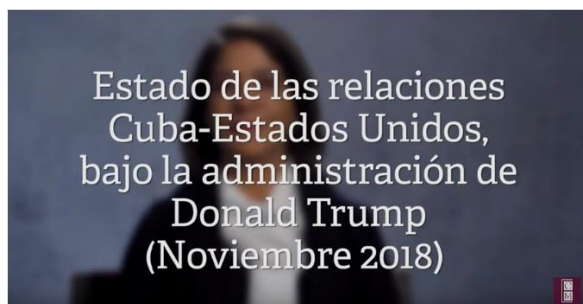 Estado de las relaciones
Cuba-Estados Unidos,
bajo la administración de
Donald Trump
(Noviembre 2018)